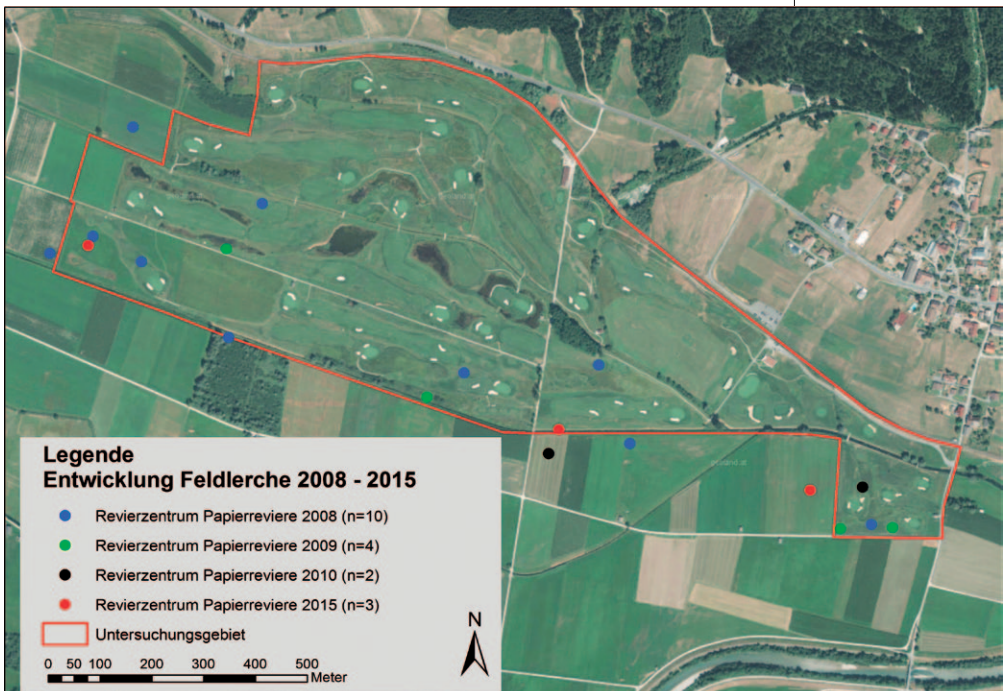 Legende
Entwicklung Feldlerche 2008 - 2015
Revierzentrum Papierreviere 2008 (n=10)
Revierzentrum Papierreviere 2009 (n=4)
Revierzentrum Papierreviere 2010 (n=2)
Revierzentrum Papierreviere 2015 (n=3)
Untersuchungsgebiet
0 50 100 200 300 400 500
Meter
N